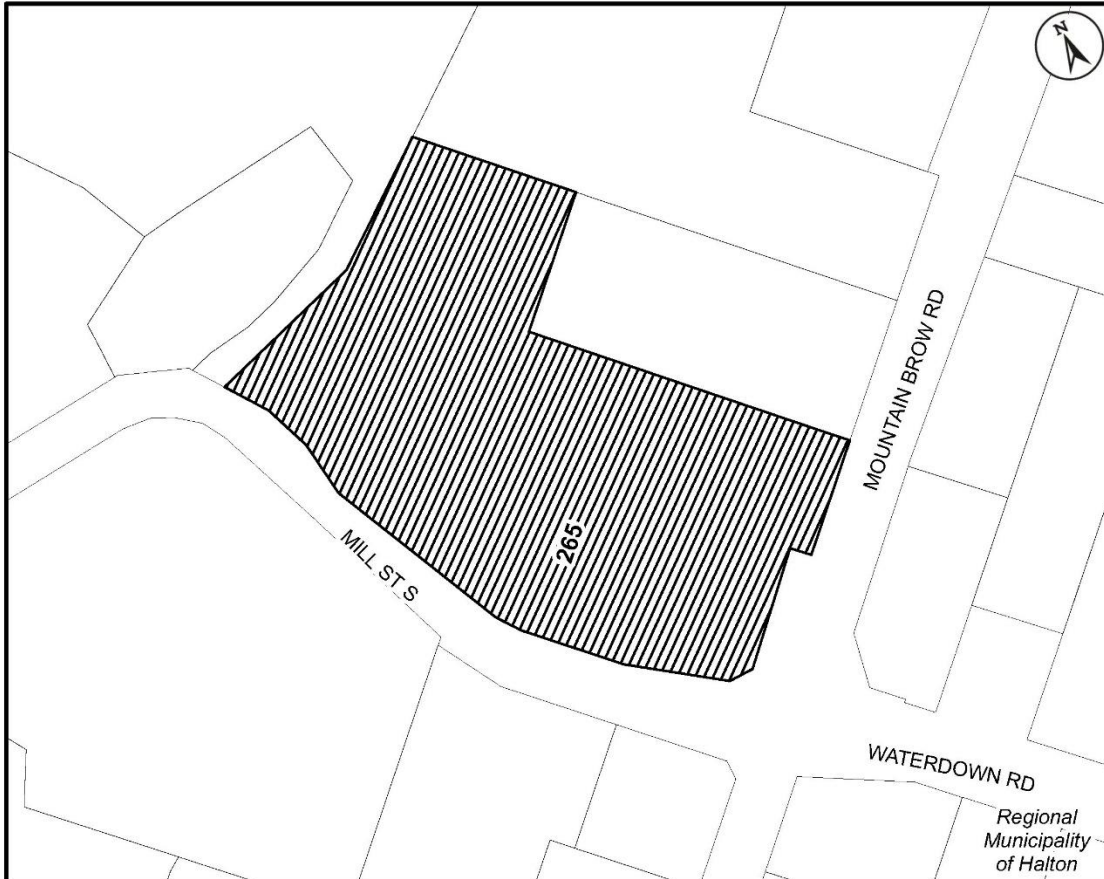 N
MOUNTAIN BROW RD
265
MILL ST S
WATERDOWN RD
Regional
Municipality
of Halton